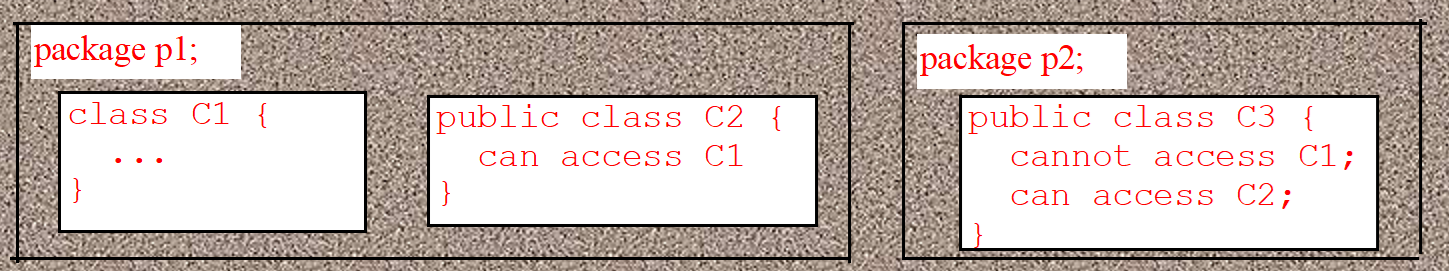 package p1;
class C1 {
...
}
public class C2 {
can access C1
}
package p2;
public class C3 {
cannot access C1;
can access C2;
}